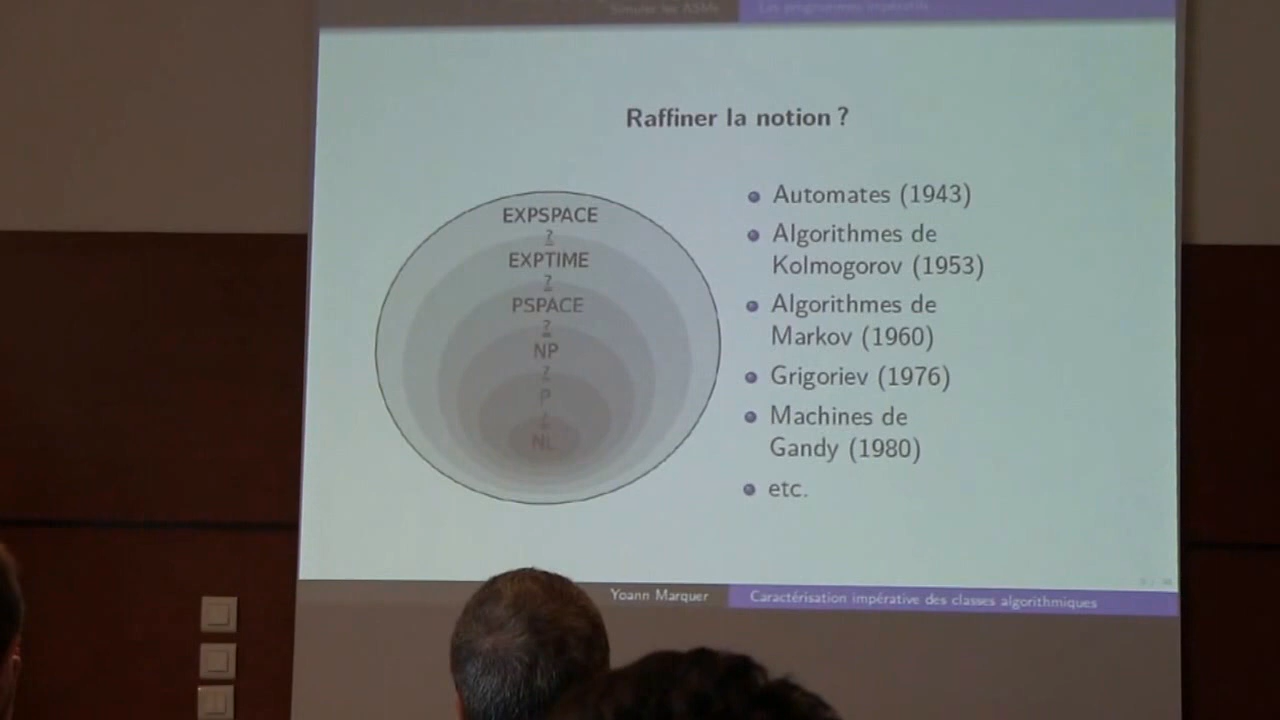 Simuler les ASMs
Les programmes impératifs
Raffiner la notion ?
EXPSPACE
?
EXPTIME
?
PSPACE
?
NP
?
P
NL
Automates (1943)
Algorithmes de
Kolmogorov (1953)
Algorithmes de
Markov (1960)
Grigoriev (1976)
Machines de
Gandy (1980)
etc.
Yoann Marquer
Caractérisation impérative des classes algorithmiques